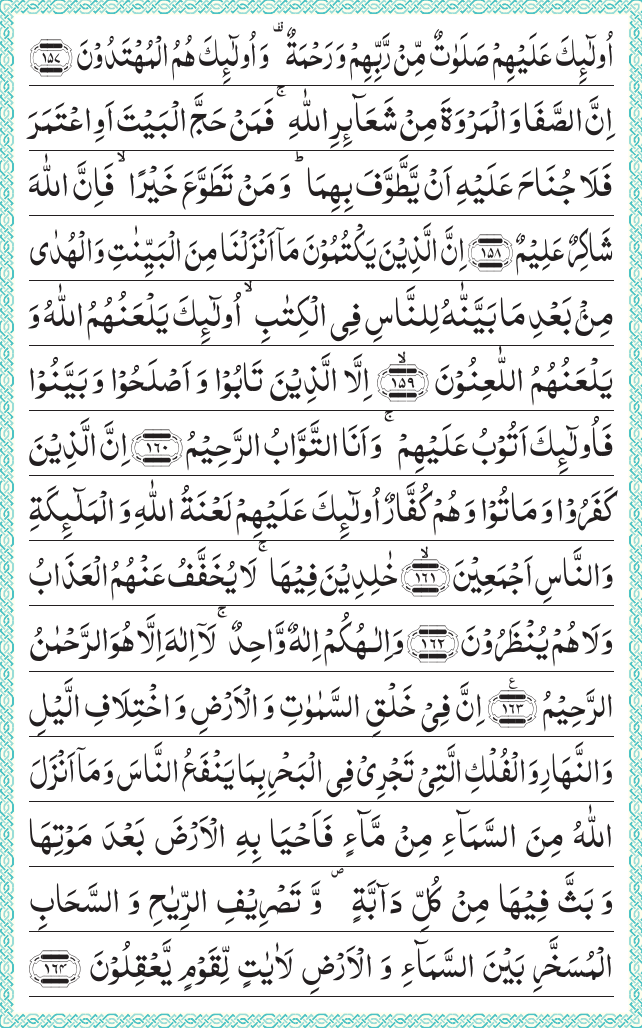 اُولٰٓئِكَ عَلَيْهِمْ صَلَوٰتٌ مِّنْ رَّبِّهِمْ وَرَحْمَةٌ ۟ وَاُولٰٓئِكَ هُمُ الْمُهْتَدُوْنَ ۝۱۵۷
اِنَّ الصَّفَا وَالْمَرْوَةَ مِنْ شَعَآئِرِ اللّٰهِ ۚ فَمَنْ حَجَّ الْبَيْتَ اَوِ اعْتَمَرَ
فَلَا جُنَاحَ عَلَيْهِ اَنْ يَّطَّوَّفَ بِهِمَا ؕ وَمَنْ تَطَوَّعَ خَيْرًا ۙ فَاِنَّ اللّٰهَ
شَاكِرٌ عَلِيْمٌ ۝۱۵۸ اِنَّ الَّذِيْنَ يَكْتُمُوْنَ مَآ اَنْزَلْنَا مِنَ الْبَيِّنٰتِ وَالْهُدٰى
مِنْۢ بَعْدِ مَا بَيَّنّٰهُ لِلنَّاسِ فِى الْكِتٰبِ ۙ اُولٰٓئِكَ يَلْعَنُهُمُ اللّٰهُ وَ
يَلْعَنُهُمُ اللّٰعِنُوْنَ ۙ۝۱۵۹ اِلَّا الَّذِيْنَ تَابُوْا وَاَصْلَحُوْا وَبَيَّنُوْا
فَاُولٰٓئِكَ اَتُوْبُ عَلَيْهِمْ ۚ وَاَنَا التَّوَّابُ الرَّحِيْمُ ۝۱۶۰ اِنَّ الَّذِيْنَ
كَفَرُوْا وَمَاتُوْا وَهُمْ كُفَّارٌ اُولٰٓئِكَ عَلَيْهِمْ لَعْنَةُ اللّٰهِ وَالْمَلٰٓئِكَةِ
وَالنَّاسِ اَجْمَعِيْنَ ۙ۝۱۶۱ خٰلِدِيْنَ فِيْهَا ۚ لَا يُخَفَّفُ عَنْهُمُ الْعَذَابُ
وَلَا هُمْ يُنْظَرُوْنَ ۝۱۶۲ وَاِلٰـهُكُمْ اِلٰهٌ وَّاحِدٌ ۚ لَآ اِلٰهَ اِلَّا هُوَ الرَّحْمٰنُ
الرَّحِيْمُ ۝۱۶۳ع اِنَّ فِىْ خَلْقِ السَّمٰوٰتِ وَالْاَرْضِ وَاخْتِلَافِ الَّيْلِ
وَالنَّهَارِ وَالْفُلْكِ الَّتِىْ تَجْرِىْ فِى الْبَحْرِ بِمَا يَنْفَعُ النَّاسَ وَمَآ اَنْزَلَ
اللّٰهُ مِنَ السَّمَآءِ مِنْ مَّآءٍ فَاَحْيَا بِهِ الْاَرْضَ بَعْدَ مَوْتِهَا
وَبَثَّ فِيْهَا مِنْ كُلِّ دَآبَّةٍ ۪ وَّتَصْرِيْفِ الرِّيٰحِ وَالسَّحَابِ
الْمُسَخَّرِ بَيْنَ السَّمَآءِ وَالْاَرْضِ لَاٰيٰتٍ لِّقَوْمٍ يَّعْقِلُوْنَ ۝۱۶۴